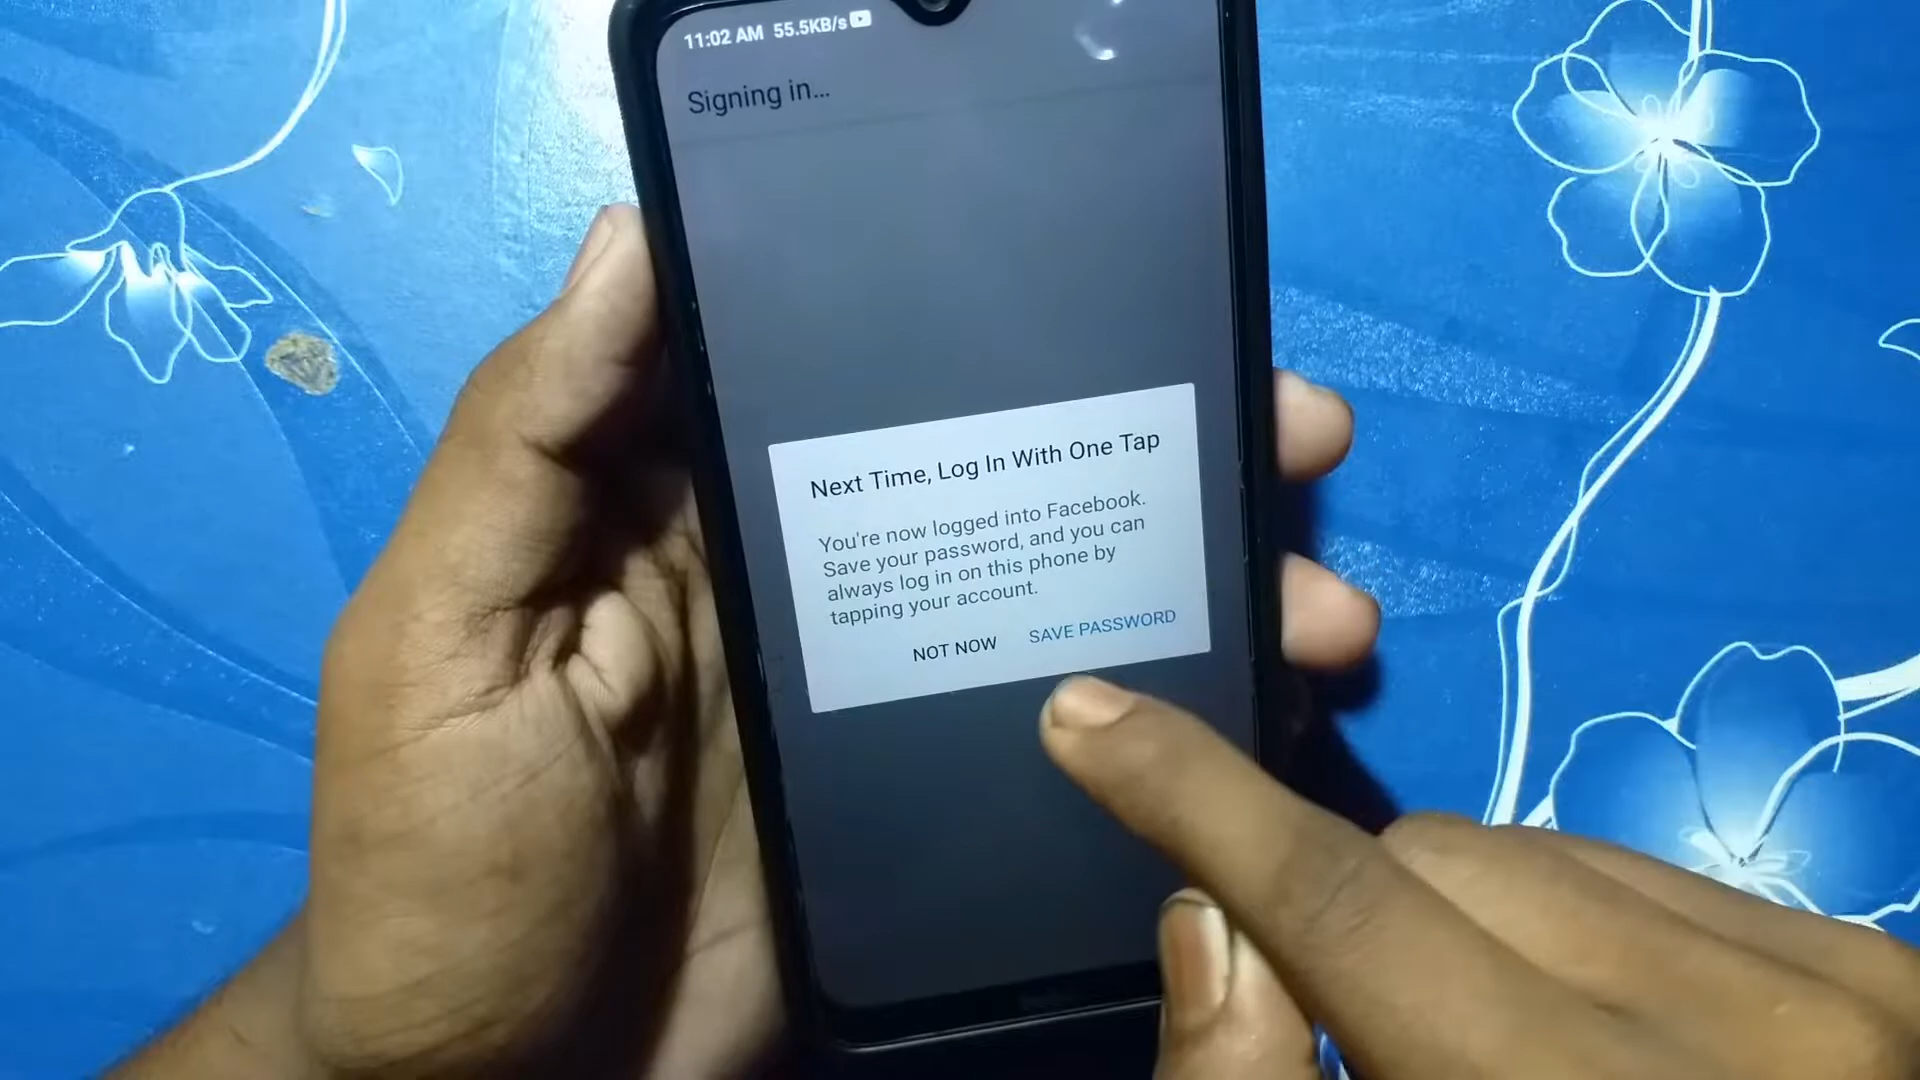 11:02 AM 55.5KB/s
Signing in...
Next Time, Log In With One Tap
You're now logged into Facebook.
Save your password, and you can
always log in on this phone by
tapping your account.
NOT NOW SAVE PASSWORD